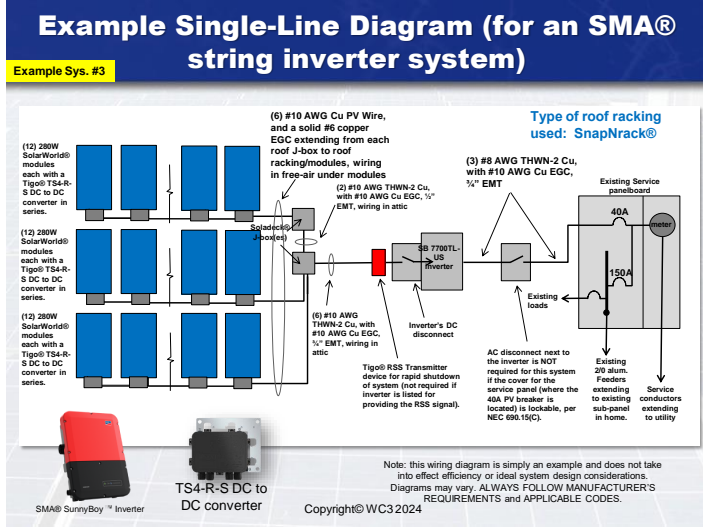 Example Single-Line Diagram (for an SMA®
string inverter system)
Example Sys. #3
(6) #10 AWG Cu PV Wire,
and a solid #6 copper
EGC extending from each
roof J-box to roof
racking/modules, wiring
in free-air under modules
Type of roof racking
used: SnapNrack®
(12) 280W
SolarWorld®
modules
each with a
Tigo® TS4-R-
S DC to DC
converter in
series.
(2) #10 AWG THWN-2 Cu,
with #10 AWG Cu EGC, ½"
EMT, wiring in attic
(3) #8 AWG THWN-2 Cu,
with #10 AWG Cu EGC,
¾" EMT
Existing Service
panelboard
40A
meter
Soladeck®
J-box(es)
(12) 280W
SolarWorld®
modules
each with a
Tigo® TS4-R-
S DC to DC
converter in
series.
SB 7700TL-
US
Inverter
150A
Existing
loads
(12) 280W
SolarWorld®
modules
each with a
Tigo® TS4-R-
S DC to DC
converter in
series.
(6) #10 AWG
THWN-2 Cu, with
#10 AWG Cu EGC,
¾" EMT, wiring in
attic
Inverter's DC
disconnect
Tigo® RSS Transmitter
device for rapid shutdown
of system (not required if
inverter is listed for
providing the RSS signal).
AC disconnect next to
the inverter is NOT
required for this system
if the cover for the
service panel (where the
40A PV breaker is
located) is lockable, per
NEC 690.15(C).
Existing
2/0 alum.
Feeders
extending
to existing
sub-panel
in home.
Service
conductors
extending
to utility
SMA® SunnyBoy ™ Inverter
TS4-R-S DC to
DC converter
Copyright© WC3 2024
Note: this wiring diagram is simply an example and does not take
into effect efficiency or ideal system design considerations.
Diagrams may vary. ALWAYS FOLLOW MANUFACTURER'S
REQUIREMENTS and APPLICABLE CODES.